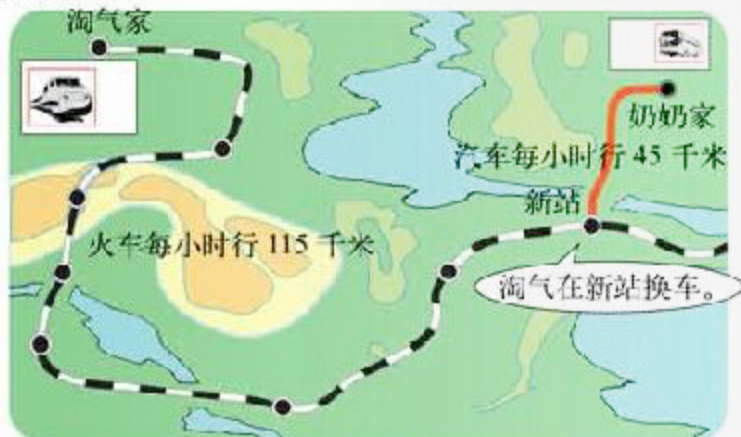 淘气家
奶奶家
汽车每小时行 45 千米
新站
火车每小时行 115 千米
淘气在新站换车。